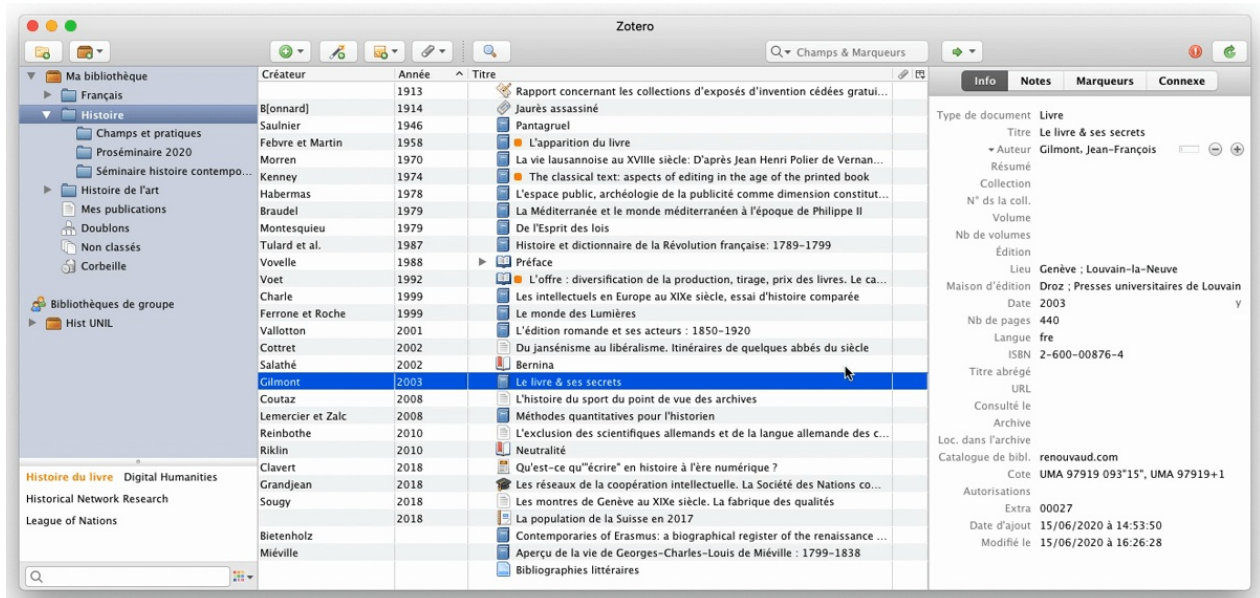 Zotero
Champs & Marqueurs
Ma bibliothèque
Français
Histoire
Champs et pratiques
Proséminaire 2020
Séminaire histoire contempo...
Histoire de l'art
Mes publications
Doublons
Non classés
Corbeille
Bibliothèques de groupe
Hist UNIL
Histoire du livre Digital Humanities
Historical Network Research
League of Nations
Créateur Année Titre
1913 Rapport concernant les collections d'exposés d'invention cédées gratui...
B[onnard] 1914 Jaurès assassiné
Saulnier 1946 Pantagruel
Febvre et Martin 1958 L'apparition du livre
Morren 1970 La vie lausannoise au XVIIIe siècle: D'après Jean Henri Polier de Vernan...
Kenney 1974 The classical text: aspects of editing in the age of the printed book
Habermas 1978 L'espace public, archéologie de la publicité comme dimension constitut...
Braudel 1979 La Méditerranée et le monde méditerranéen à l'époque de Philippe II
Montesquieu 1979 De l'Esprit des lois
Tulard et al. 1987 Histoire et dictionnaire de la Révolution française: 1789-1799
Vovelle 1988 Préface
Voet 1992 L'offre : diversification de la production, tirage, prix des livres. Le ca...
Charle 1999 Les intellectuels en Europe au XIXe siècle, essai d'histoire comparée
Ferrone et Roche 1999 Le monde des Lumières
Vallotton 2001 L'édition romande et ses acteurs : 1850-1920
Cottret 2002 Du jansénisme au libéralisme. Itinéraires de quelques abbés du siècle
Salathé 2002 Bernina
Gilmont 2003 Le livre & ses secrets
Coutaz 2008 L'histoire du sport du point de vue des archives
Lemercier et Zalc 2008 Méthodes quantitatives pour l'historien
Reinbothe 2010 L'exclusion des scientifiques allemands et de la langue allemande des c...
Riklin 2010 Neutralité
Clavert 2018 Qu'est-ce qu'"écrire" en histoire à l'ère numérique ?
Grandjean 2018 Les réseaux de la coopération intellectuelle. La Société des Nations co...
Sougy 2018 Les montres de Genève au XIXe siècle. La fabrique des qualités
2018 La population de la Suisse en 2017
Bietenholz Contemporaries of Erasmus: a biographical register of the renaissance ...
Miéville Aperçu de la vie de Georges-Charles-Louis de Miéville : 1799-1838
Bibliographies littéraires
Info Notes Marqueurs Connexe
Type de document Livre
Titre Le livre & ses secrets
Auteur Gilmont, Jean-François
Résumé
Collection
N° ds la coll.
Volume
Nb de volumes
Édition
Lieu Genève ; Louvain-la-Neuve
Maison d'édition Droz ; Presses universitaires de Louvain
Date 2003 y
Nb de pages 440
Langue fre
ISBN 2-600-00876-4
Titre abrégé
URL
Consulté le
Archive
Loc. dans l'archive
Catalogue de bibl. renouvaud.com
Cote UMA 97919 093"15", UMA 97919+1
Autorisations
Extra 00027
Date d'ajout 15/06/2020 à 14:53:50
Modifié le 15/06/2020 à 16:26:28